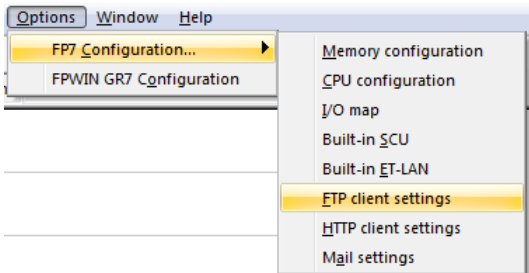 Options Window Help
FP7 Configuration...
FPWIN GR7 Configuration
Memory configuration
CPU configuration
I/O map
Built-in SCU
Built-in ET-LAN
FTP client settings
HTTP client settings
Mail settings